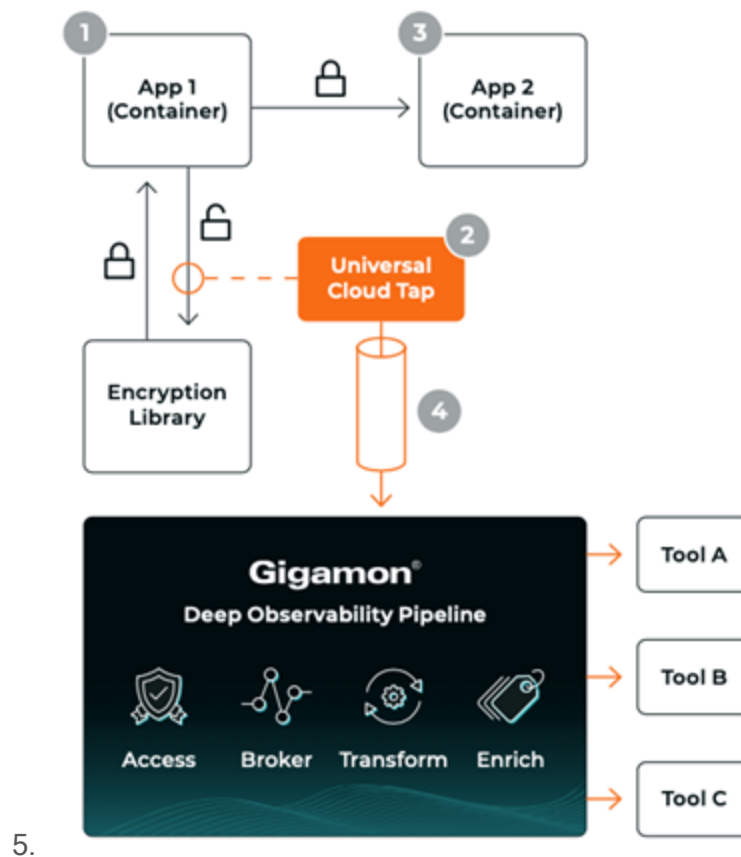 1
3
App 1
(Container)
App 2
(Container)
2
Universal
Cloud Tap
Encryption
Library
4
Gigamon®
Deep Observability Pipeline
Access
Broker
Transform
Enrich
Tool A
Tool B
Tool C
5.